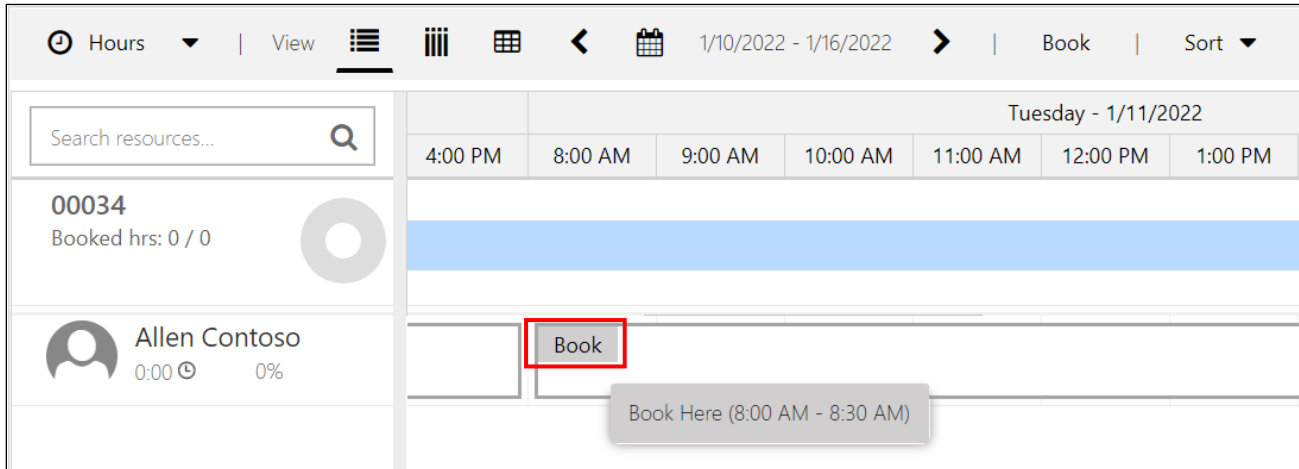 Hours | View 1/10/2022 - 1/16/2022 | Book | Sort
Search resources...
Tuesday - 1/11/2022
4:00 PM 8:00 AM 9:00 AM 10:00 AM 11:00 AM 12:00 PM 1:00 PM
00034
Booked hrs: 0 / 0
Allen Contoso
0:00 0%
Book
Book Here (8:00 AM - 8:30 AM)